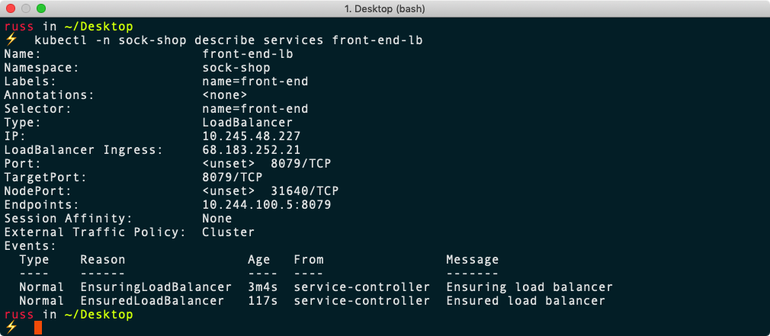 1. Desktop (bash)
russ in ~/Desktop
⚡ kubectl -n sock-shop describe services front-end-lb
Name:                     front-end-lb
Namespace:                sock-shop
Labels:                   name=front-end
Annotations:              <none>
Selector:                 name=front-end
Type:                     LoadBalancer
IP:                       10.245.48.227
LoadBalancer Ingress:     68.183.252.21
Port:                     <unset>  8079/TCP
TargetPort:               8079/TCP
NodePort:                 <unset>  31640/TCP
Endpoints:                10.244.100.5:8079
Session Affinity:         None
External Traffic Policy:  Cluster
Events:
  Type    Reason                Age   From                Message
  ----    ------                ----  ----                -------
  Normal  EnsuringLoadBalancer  3m4s  service-controller  Ensuring load balancer
  Normal  EnsuredLoadBalancer   117s  service-controller  Ensured load balancer
russ in ~/Desktop
⚡